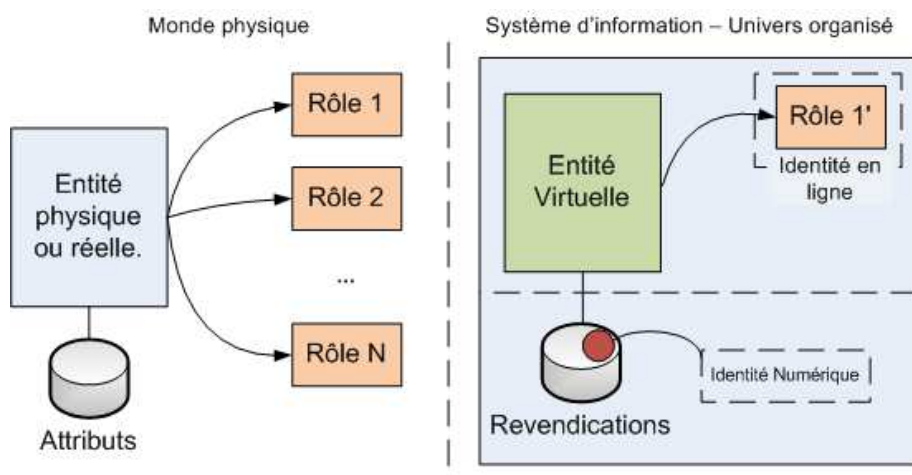 Monde physique
Système d'information – Univers organisé
Rôle 1
Rôle 2
...
Rôle N
Entité
physique
ou réelle.
Attributs
Entité
Virtuelle
Rôle 1'
Identité en
ligne
Identité Numérique
Revendications